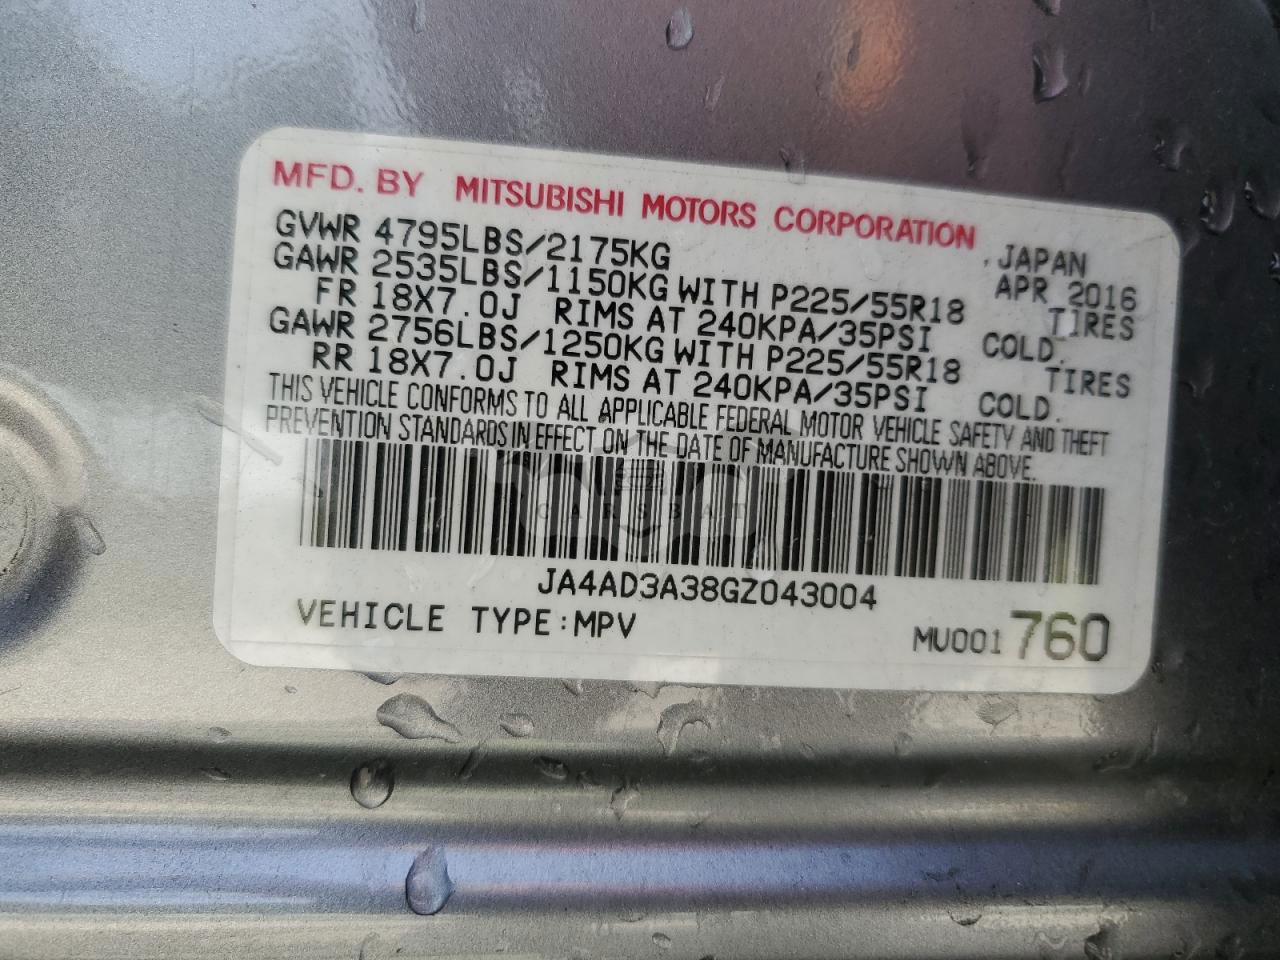 MFD. BY MITSUBISHI MOTORS CORPORATION
GVWR 4795LBS/2175KG , JAPAN
GAWR 2535LBS/1150KG WITH P225/55R18 APR 2016
FR 18X7.0J RIMS AT 240KPA/35PSI TIRES
COLD.
GAWR 2756LBS/1250KG WITH P225/55R18 TIRES
RR 18X7.0J RIMS AT 240KPA/35PSI COLD.
THIS VEHICLE CONFORMS TO ALL APPLICABLE FEDERAL MOTOR VEHICLE SAFETY AND THEFT
PREVENTION STANDARDS IN EFFECT ON THE DATE OF MANUFACTURE SHOWN ABOVE.
CARSBAT
JA4AD3A38GZ043004
VEHICLE TYPE:MPV
MU001 760